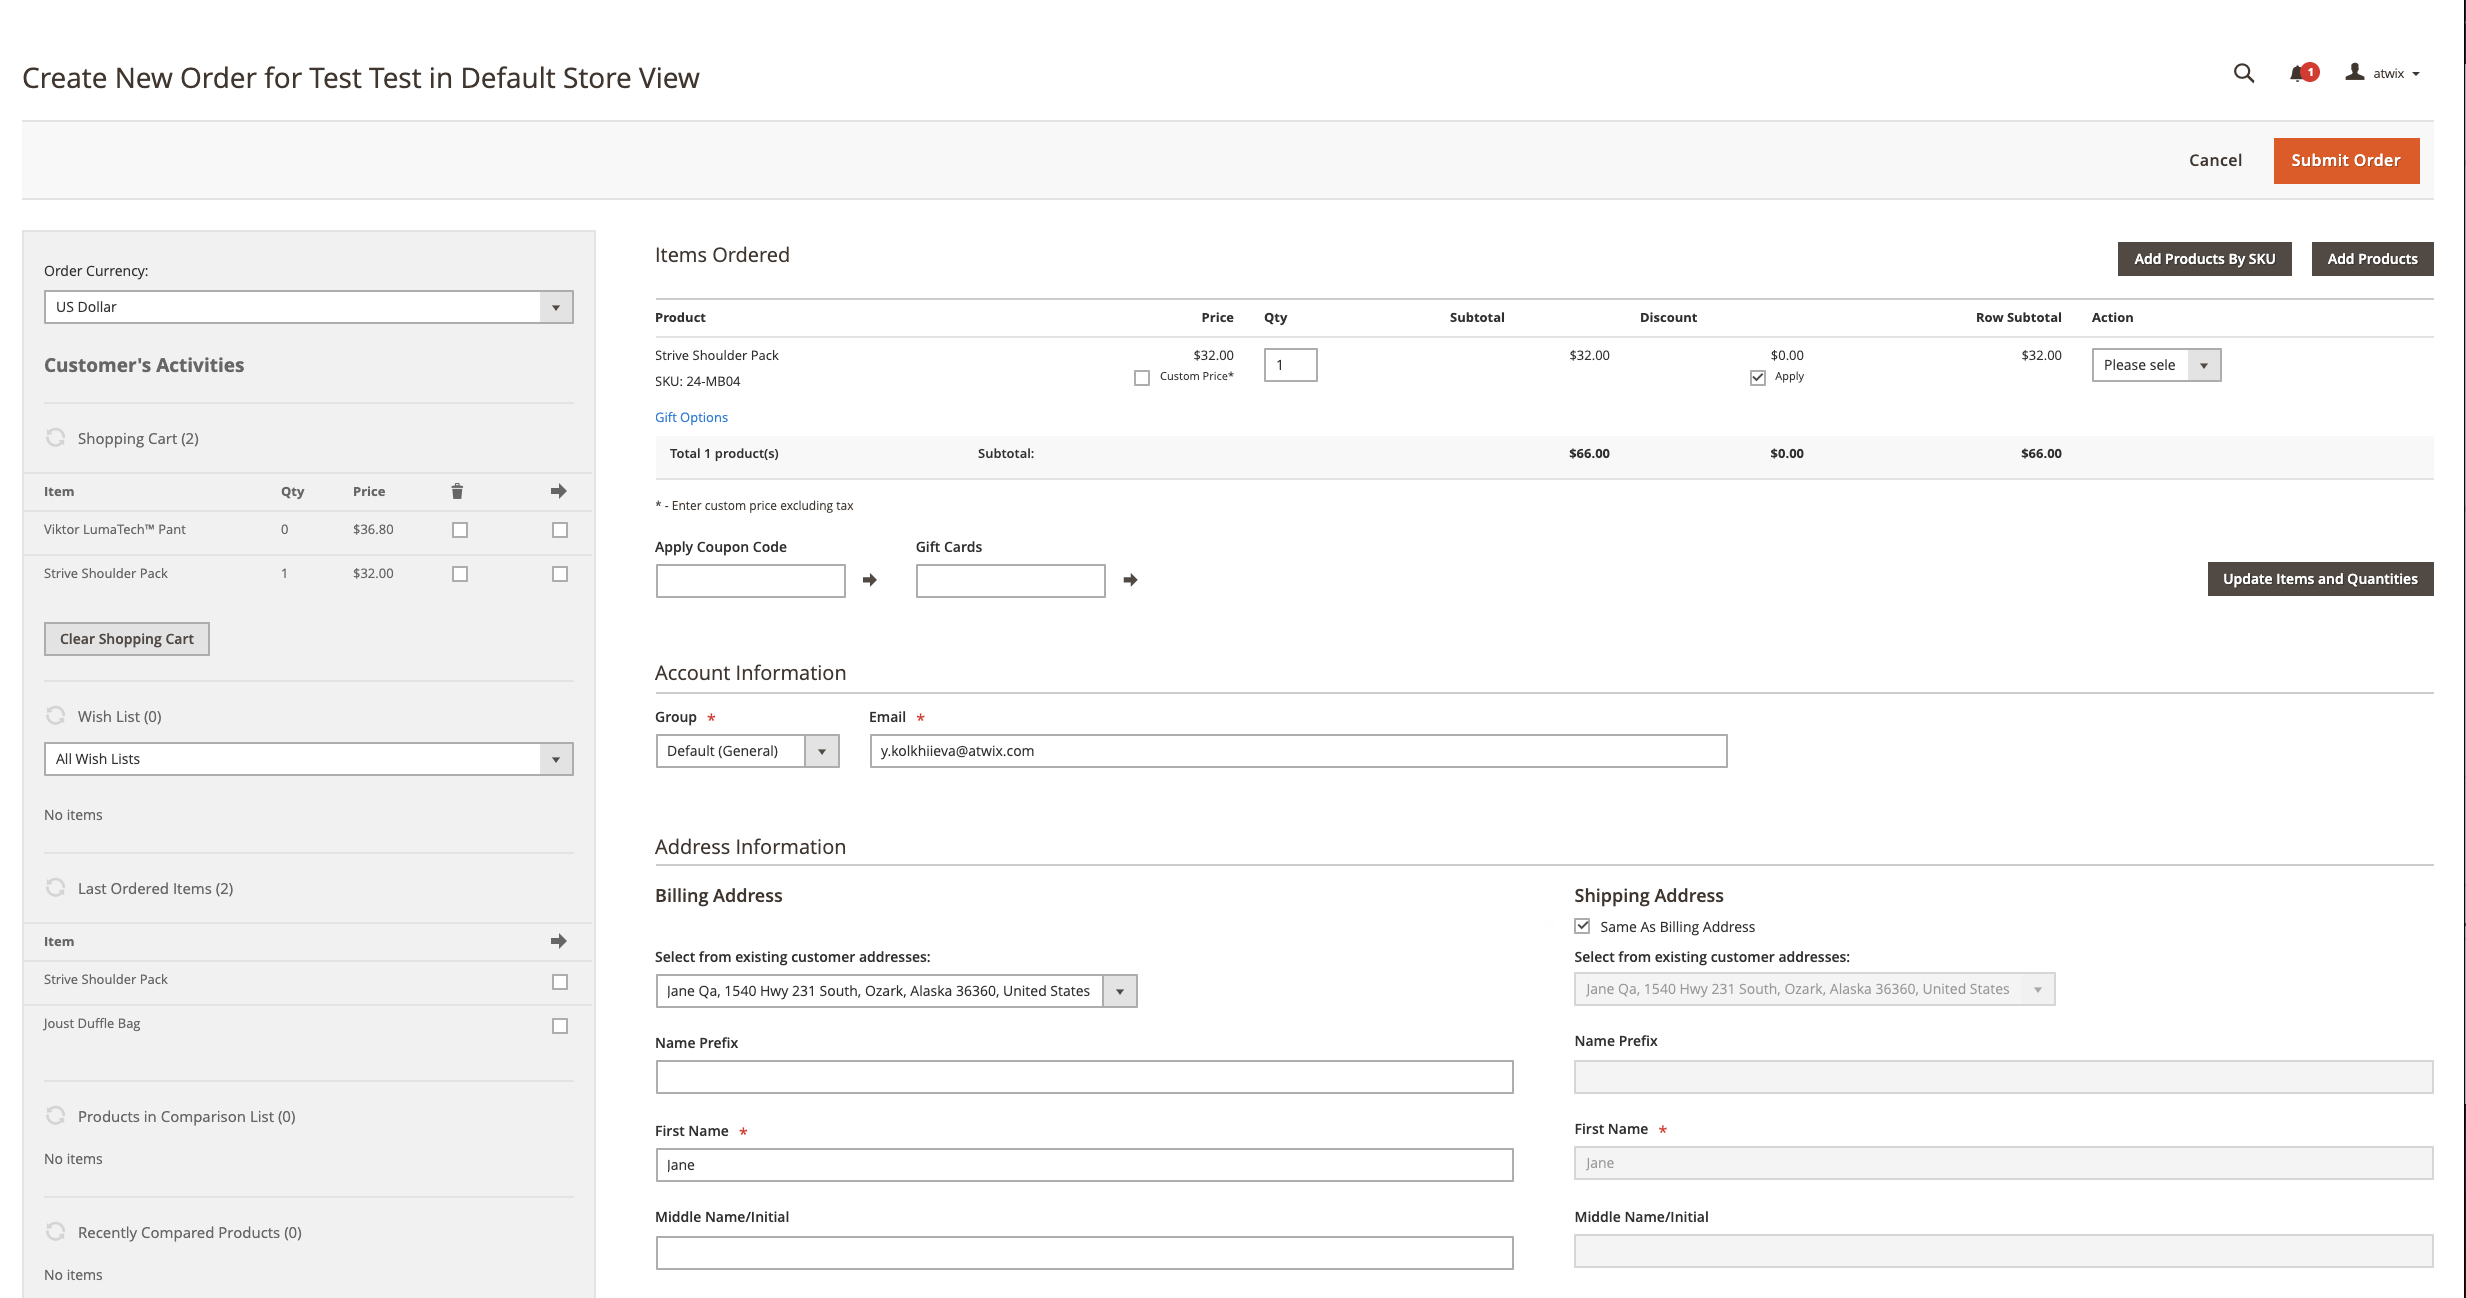 Create New Order for Test Test in Default Store View
1
atwix
Cancel
Submit Order
Order Currency:
US Dollar
Customer's Activities
Shopping Cart (2)
Item Qty Price
Viktor LumaTech™ Pant 0 $36.80
Strive Shoulder Pack 1 $32.00
Clear Shopping Cart
Wish List (0)
All Wish Lists
No items
Last Ordered Items (2)
Item
Strive Shoulder Pack
Joust Duffle Bag
Products in Comparison List (0)
No items
Recently Compared Products (0)
No items
Items Ordered
Add Products By SKU
Add Products
Product Price Qty Subtotal Discount Row Subtotal Action
Strive Shoulder Pack $32.00 1 $32.00 $0.00 $32.00 Please sele
SKU: 24-MB04 Custom Price* Apply
Gift Options
Total 1 product(s) Subtotal: $66.00 $0.00 $66.00
* - Enter custom price excluding tax
Apply Coupon Code Gift Cards
Update Items and Quantities
Account Information
Group * Email *
Default (General) y.kolkhiieva@atwix.com
Address Information
Billing Address
Select from existing customer addresses:
Jane Qa, 1540 Hwy 231 South, Ozark, Alaska 36360, United States
Name Prefix
First Name *
Jane
Middle Name/Initial
Shipping Address
Same As Billing Address
Select from existing customer addresses:
Jane Qa, 1540 Hwy 231 South, Ozark, Alaska 36360, United States
Name Prefix
First Name *
Jane
Middle Name/Initial